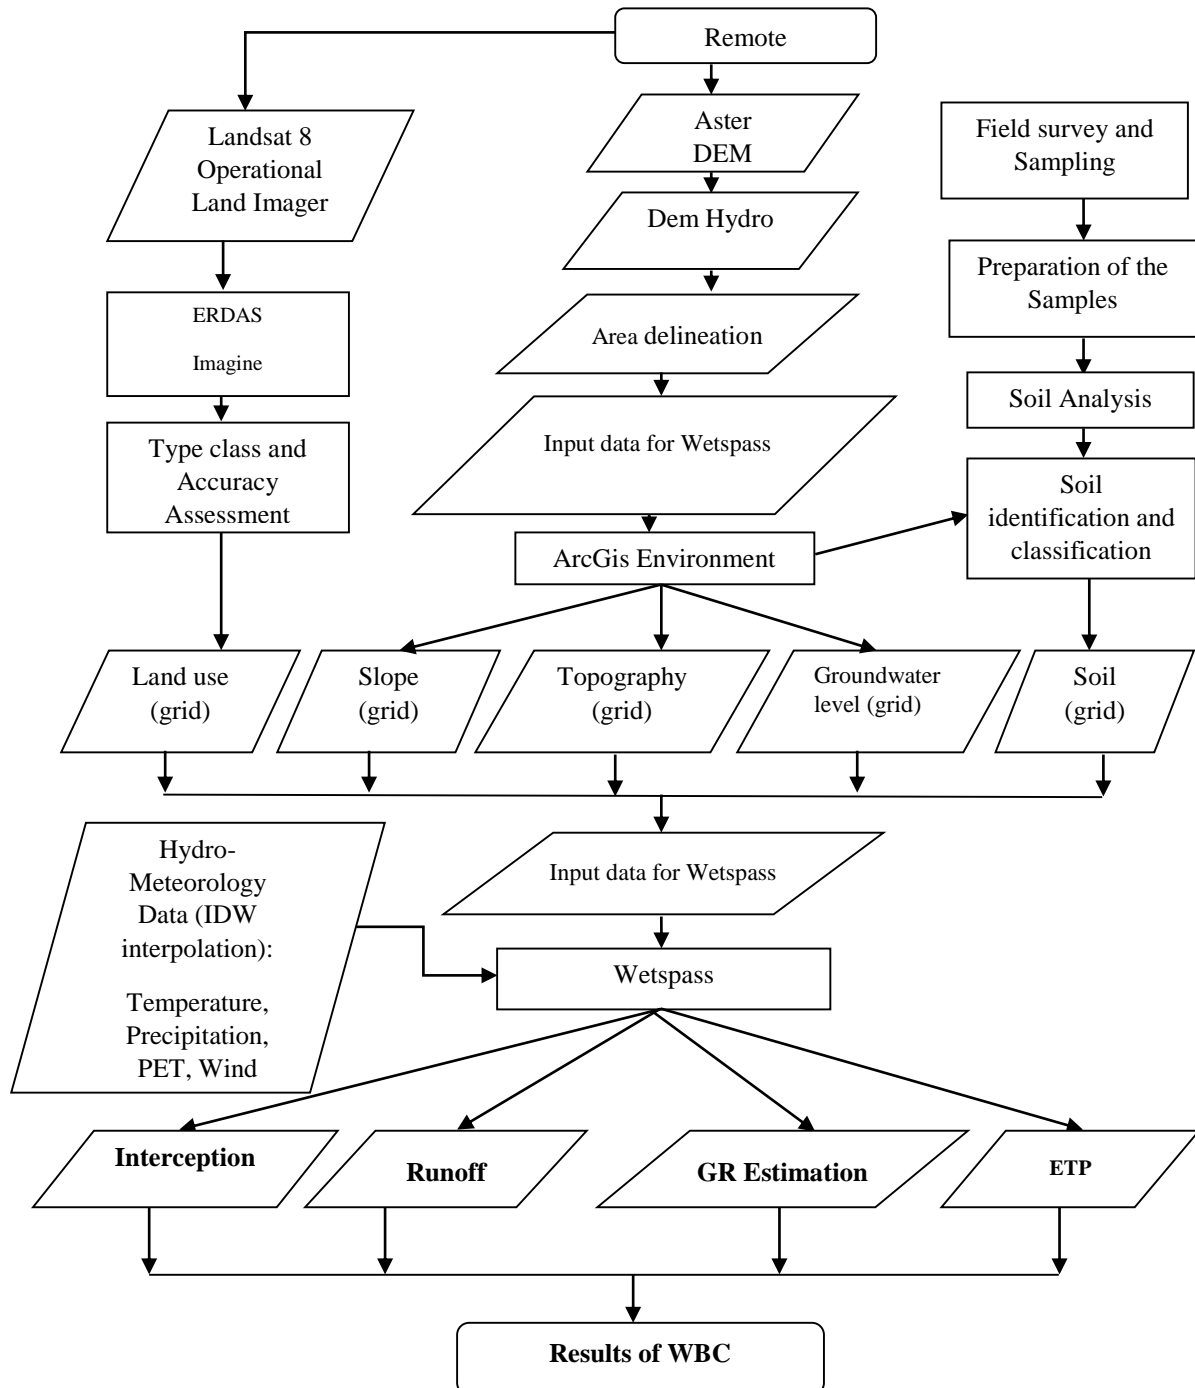 Remote
Landsat 8
Operational
Land Imager
Aster
DEM
Field survey and
Sampling
Dem Hydro
Preparation of the
Samples
ERDAS
Imagine
Area delineation
Soil Analysis
Type class and
Accuracy
Assessment
Input data for Wetspass
Soil
identification and
classification
ArcGis Environment
Land use
(grid)
Slope
(grid)
Topography
(grid)
Groundwater
level (grid)
Soil
(grid)
Hydro-
Meteorology
Data (IDW
interpolation):
Temperature,
Precipitation,
PET, Wind
Input data for Wetspass
Wetspass
Interception
Runoff
GR Estimation
ETP
Results of WBC